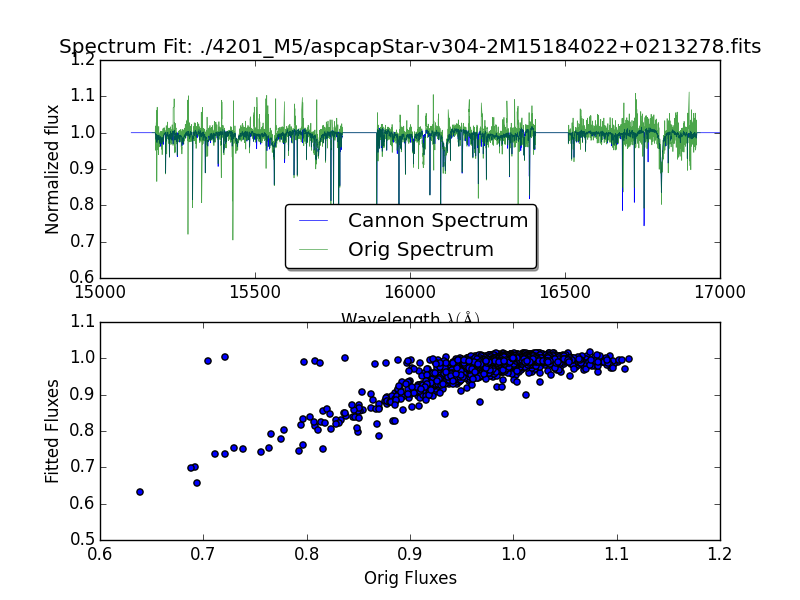 Spectrum Fit: ./4201_M5/aspcapStar-v304-2M15184022+0213278.fits
1.2
1.1
1.0
0.9
0.8
0.7
0.6
Normalized flux
Cannon Spectrum
Orig Spectrum
15000 15500 16000 16500 17000
Wavelength λ(Å)
1.1
1.0
0.9
0.8
0.7
0.6
0.5
Fitted Fluxes
0.6 0.7 0.8 0.9 1.0 1.1 1.2
Orig Fluxes